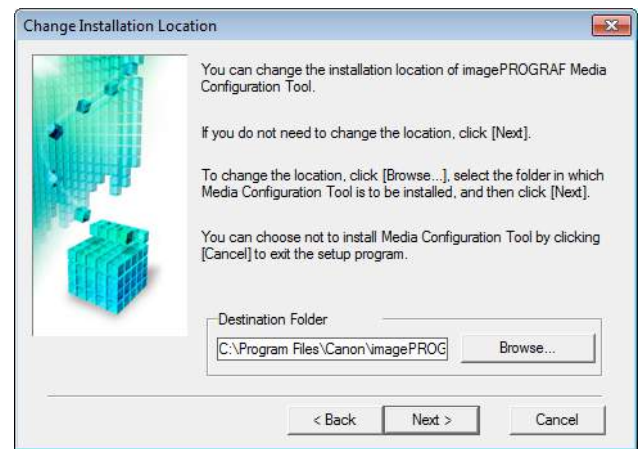 Change Installation Location
You can change the installation location of imagePROGRAF Media
Configuration Tool.
If you do not need to change the location, click [Next].
To change the location, click [Browse...], select the folder in which
Media Configuration Tool is to be installed, and then click [Next].
You can choose not to install Media Configuration Tool by clicking
[Cancel] to exit the setup program.
Destination Folder
C:\Program Files\Canon\imagePROG
Browse...
< Back
Next >
Cancel